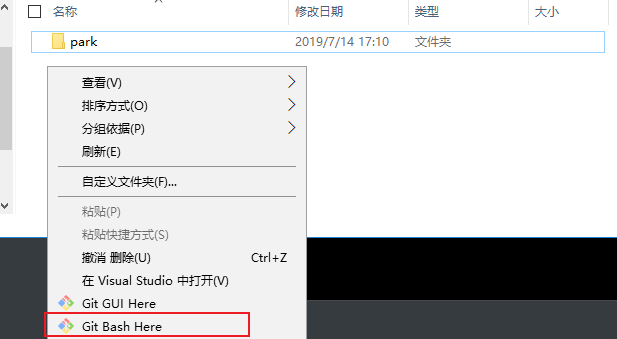 名称 修改日期 类型 大小
park 2019/7/14 17:10 文件夹
查看(V)
排序方式(O)
分组依据(P)
刷新(E)
自定义文件夹(F)...
粘贴(P)
粘贴快捷方式(S)
撤消 删除(U) Ctrl+Z
在 Visual Studio 中打开(V)
Git GUI Here
Git Bash Here